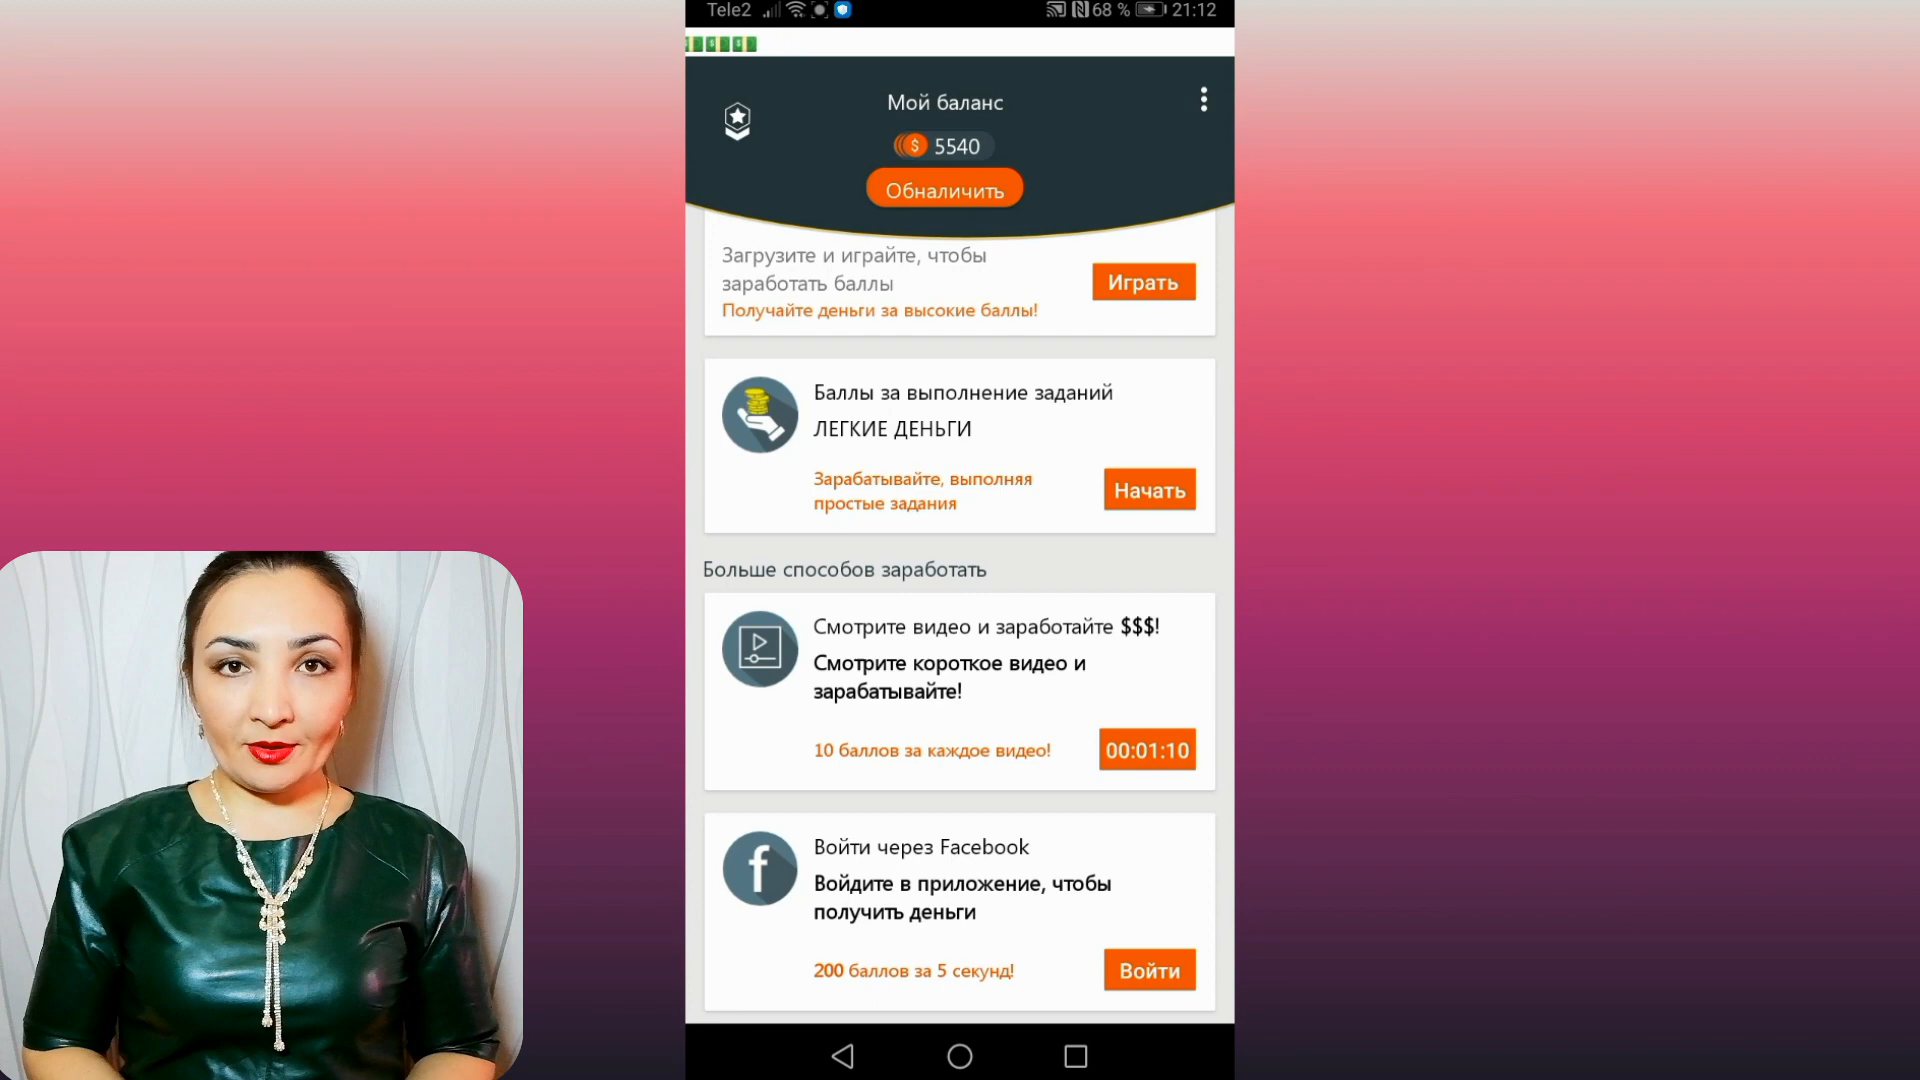 Tele2 68 % 21:12
Мой баланс
$ 5540
Обналичить
Загрузите и играйте, чтобы
заработать баллы
Получайте деньги за высокие баллы!
Играть
Баллы за выполнение заданий
ЛЕГКИЕ ДЕНЬГИ
Зарабатывайте, выполняя
простые задания
Начать
Больше способов заработать
Смотрите видео и заработайте $$$!
Смотрите короткое видео и
зарабатывайте!
10 баллов за каждое видео!
00:01:10
f
Войти через Facebook
Войдите в приложение, чтобы
получить деньги
200 баллов за 5 секунд!
Войти